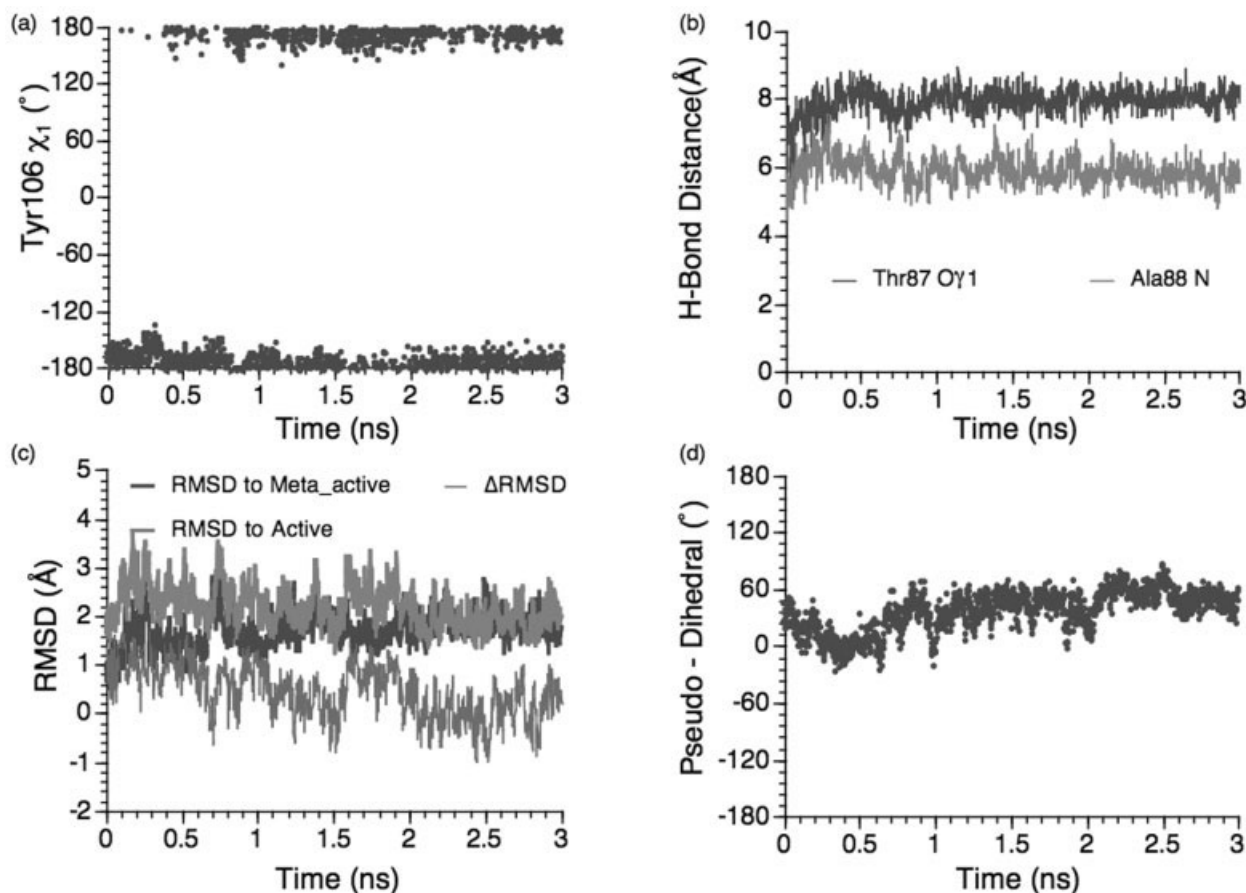 (a)
180
120
60
0
-60
-120
-180
Tyr106 χ1 (°)
0 0.5 1 1.5 2 2.5 3
Time (ns)
(b)
10
8
6
4
2
0
H-Bond Distance(Å)
Thr87 Oγ1 Ala88 N
0 0.5 1 1.5 2 2.5 3
Time (ns)
(c)
5
4
3
2
1
0
-1
-2
RMSD (Å)
RMSD to Meta_active ΔRMSD
RMSD to Active
0 0.5 1 1.5 2 2.5 3
Time (ns)
(d)
180
120
60
0
-60
-120
-180
Pseudo - Dihedral (°)
0 0.5 1 1.5 2 2.5 3
Time (ns)